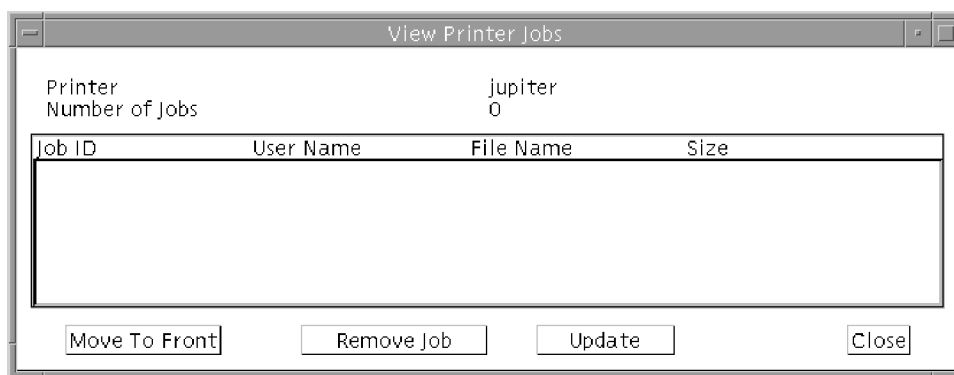 View Printer Jobs
Printer jupiter
Number of Jobs 0
Job ID User Name File Name Size
Move To Front Remove Job Update Close